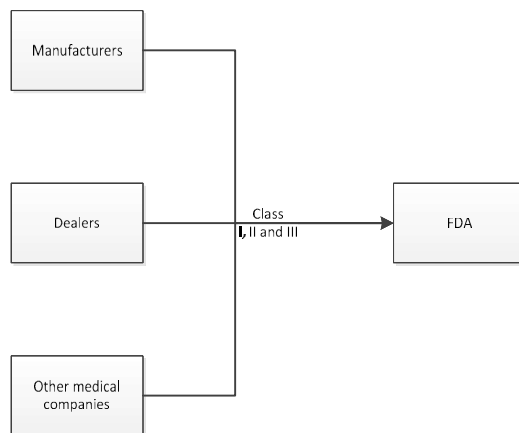 Manufacturers
Dealers
Class
I, II and III
FDA
Other medical
companies